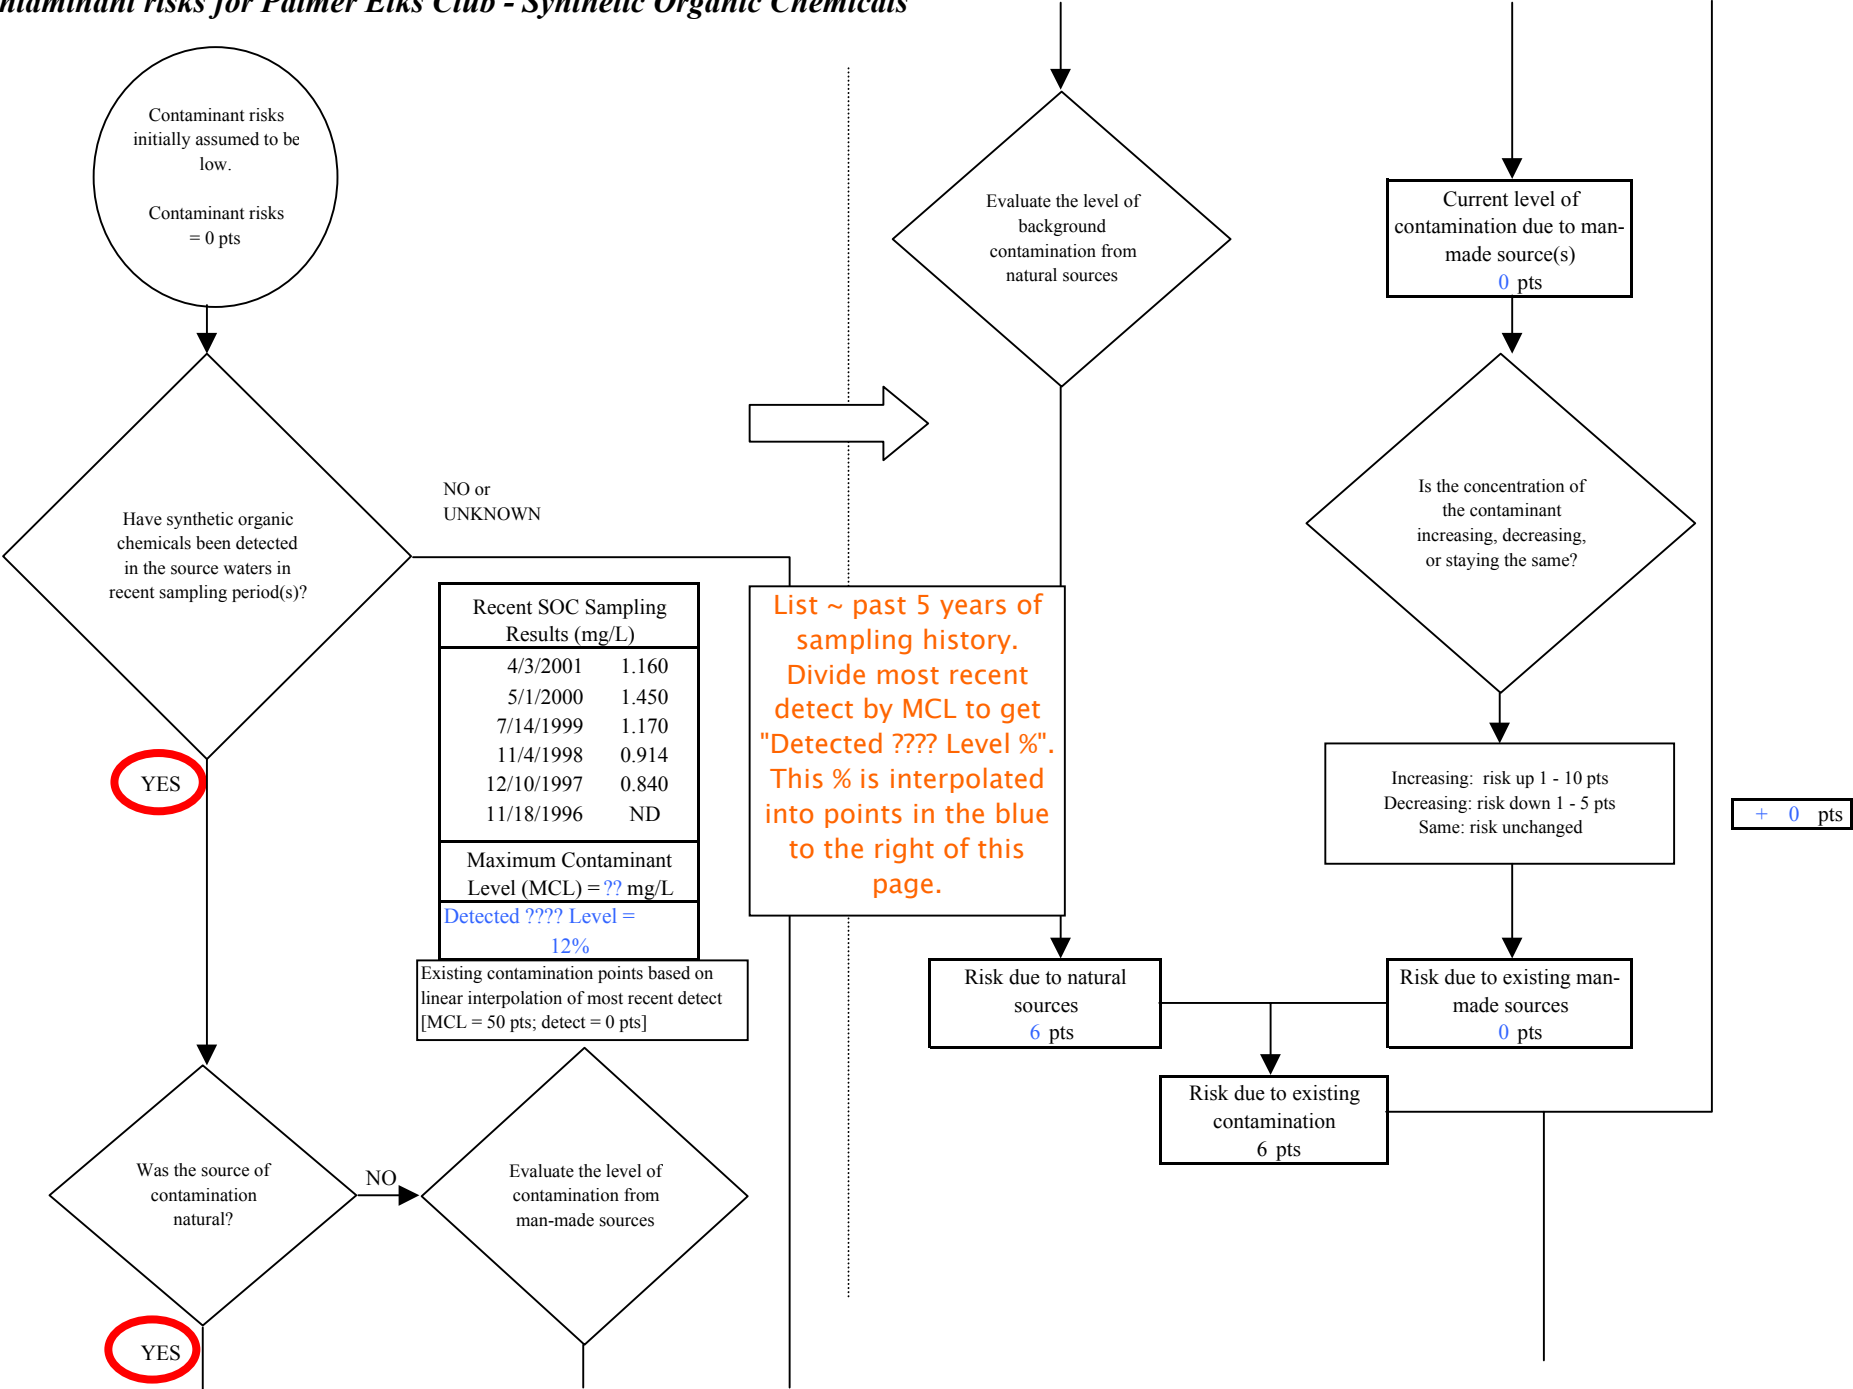 ntaminant risks for Palmer Elks Club - Synthetic Organic Chemicals
Contaminant risks
initially assumed to be
low.
Contaminant risks
= 0 pts
Have synthetic organic
chemicals been detected
in the source waters in
recent sampling period(s)?
NO or
UNKNOWN
YES
Recent SOC Sampling
Results (mg/L)
4/3/2001 1.160
5/1/2000 1.450
7/14/1999 1.170
11/4/1998 0.914
12/10/1997 0.840
11/18/1996 ND
Maximum Contaminant
Level (MCL) = ?? mg/L
Detected ???? Level =
12%
Existing contamination points based on
linear interpolation of most recent detect
[MCL = 50 pts; detect = 0 pts]
Was the source of
contamination
natural?
NO
YES
Evaluate the level of
contamination from
man-made sources
List ~ past 5 years of
sampling history.
Divide most recent
detect by MCL to get
"Detected ???? Level %".
This % is interpolated
into points in the blue
to the right of this
page.
Evaluate the level of
background
contamination from
natural sources
Risk due to natural
sources
6 pts
Current level of
contamination due to man-
made source(s)
0 pts
Is the concentration of
the contaminant
increasing, decreasing,
or staying the same?
Increasing: risk up 1 - 10 pts
Decreasing: risk down 1 - 5 pts
Same: risk unchanged
Risk due to existing man-
made sources
0 pts
Risk due to existing
contamination
6 pts
+ 0 pts